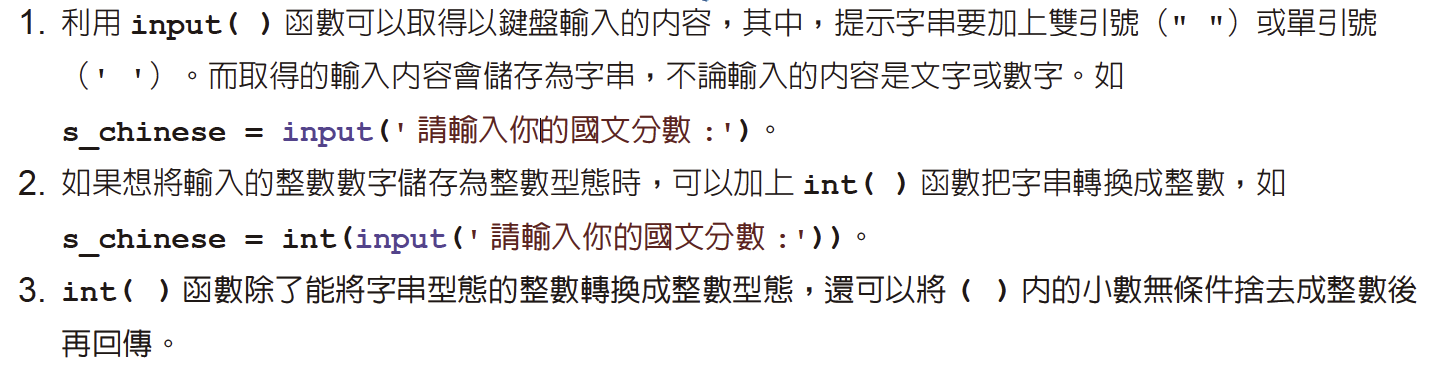 1. 利用 input( ) 函數可以取得以鍵盤輸入的內容，其中，提示字串要加上雙引號（" "）或單引號
（' '）。而取得的輸入內容會儲存為字串，不論輸入的內容是文字或數字。如
s_chinese = input('請輸入你的國文分數：')。
2. 如果想將輸入的整數數字儲存為整數型態時，可以加上 int( ) 函數把字串轉換成整數，如
s_chinese = int(input('請輸入你的國文分數：'))。
3. int( ) 函數除了能將字串型態的整數轉換成整數型態，還可以將 ( ) 內的小數無條件捨去成整數後
再回傳。